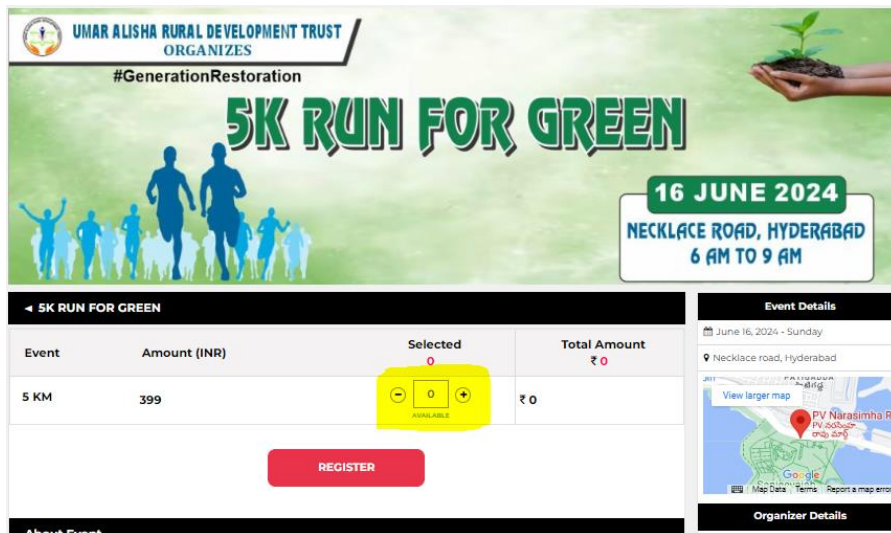 UMAR ALISHA RURAL DEVELOPMENT TRUST
ORGANIZES
#GenerationRestoration
5K RUN FOR GREEN
16 JUNE 2024
NECKLACE ROAD, HYDERABAD
6 AM TO 9 AM
◄ 5K RUN FOR GREEN
Event Amount (INR) Selected Total Amount
0 ₹ 0
5 KM 399 − 0 + ₹ 0
AVAILABLE
REGISTER
About Event
Event Details
June 16, 2024 - Sunday
Necklace road, Hyderabad
View larger map
PV Narasimha R
PV నరసింహ
రావు మార్గ్
Google
Map Data Terms Report a map error
Organizer Details